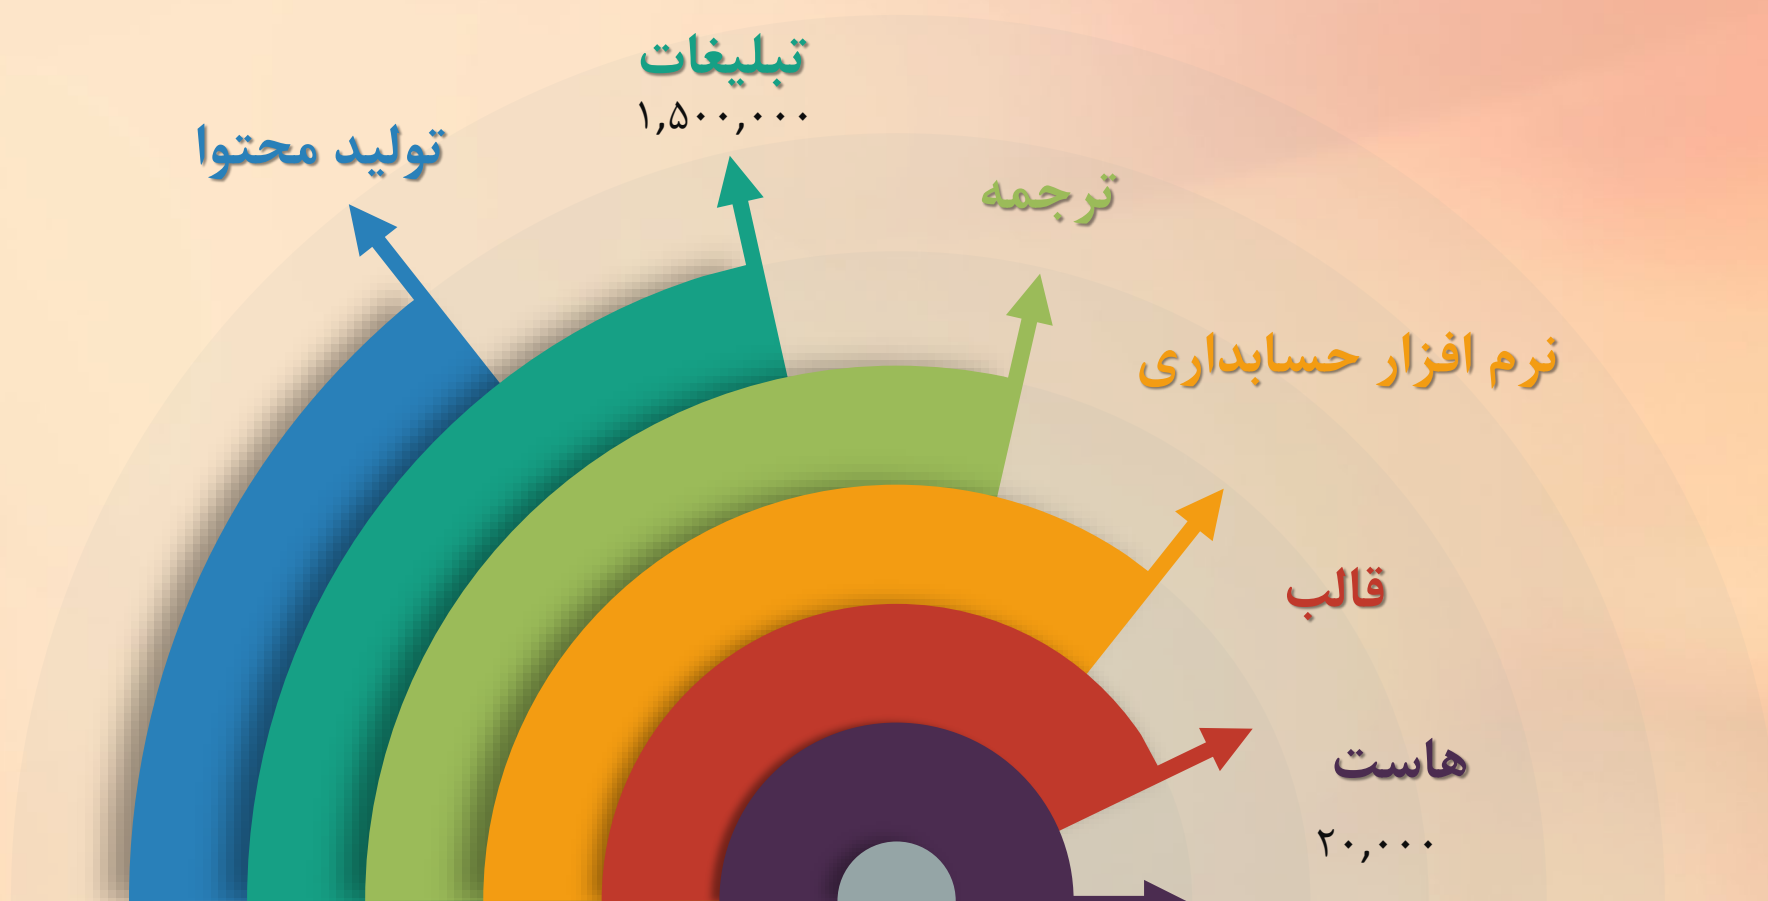 تبلیغات
۱,۵۰۰,۰۰۰
تولید محتوا
ترجمه
نرم افزار حسابداری
قالب
هاست
۲۰,۰۰۰